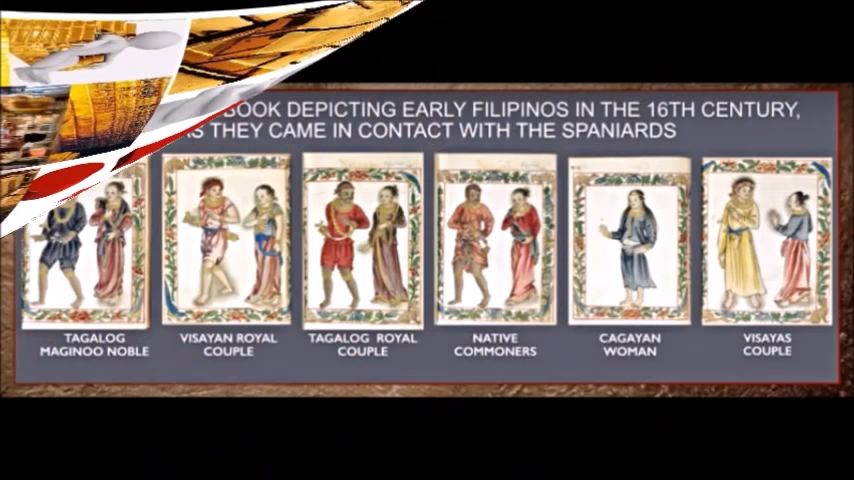 BOOK DEPICTING EARLY FILIPINOS IN THE 16TH CENTURY,
AS THEY CAME IN CONTACT WITH THE SPANIARDS
TAGALOG
MAGINOO NOBLE
VISAYAN ROYAL
COUPLE
TAGALOG ROYAL
COUPLE
NATIVE
COMMONERS
CAGAYAN
WOMAN
VISAYAS
COUPLE